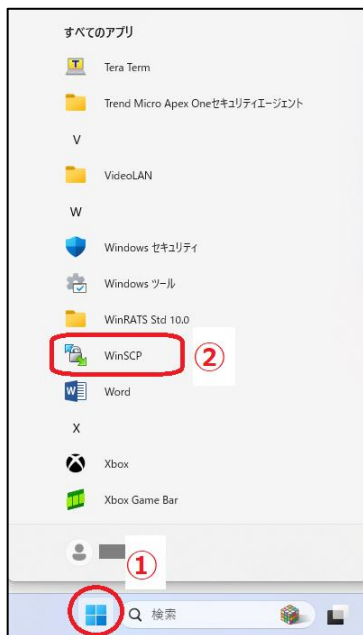 すべてのアプリ
Tera Term
Trend Micro Apex Oneセキュリティエージェント
V
VideoLAN
W
Windows セキュリティ
Windows ツール
WinRATS Std 10.0
WinSCP
②
Word
X
Xbox
Xbox Game Bar
①
検索